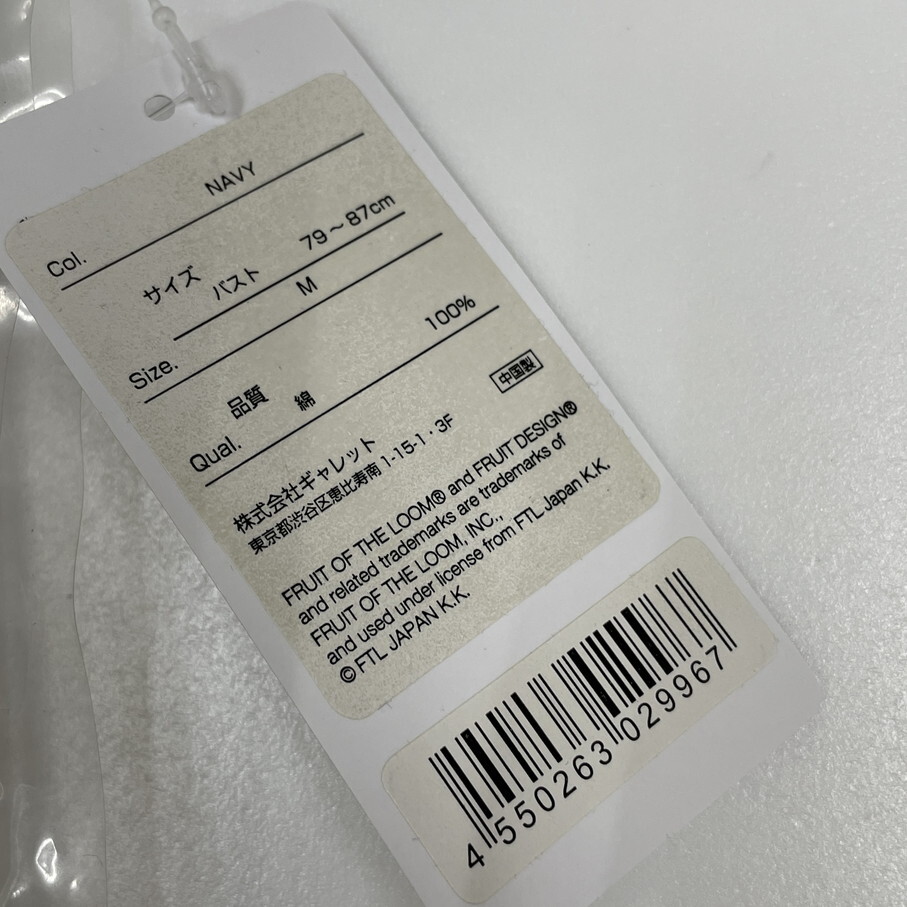 Col. NAVY
サイズ バスト 79～87cm
Size. M
品質 綿 100%
Qual.
中国製
株式会社ギャレット
東京都渋谷区恵比寿南1-15-1・3F
FRUIT OF THE LOOM® and FRUIT DESIGN®
and related trademarks are trademarks of
FRUIT OF THE LOOM, INC.,
and used under license from FTL Japan K.K.
© FTL JAPAN K.K.
4550263029967